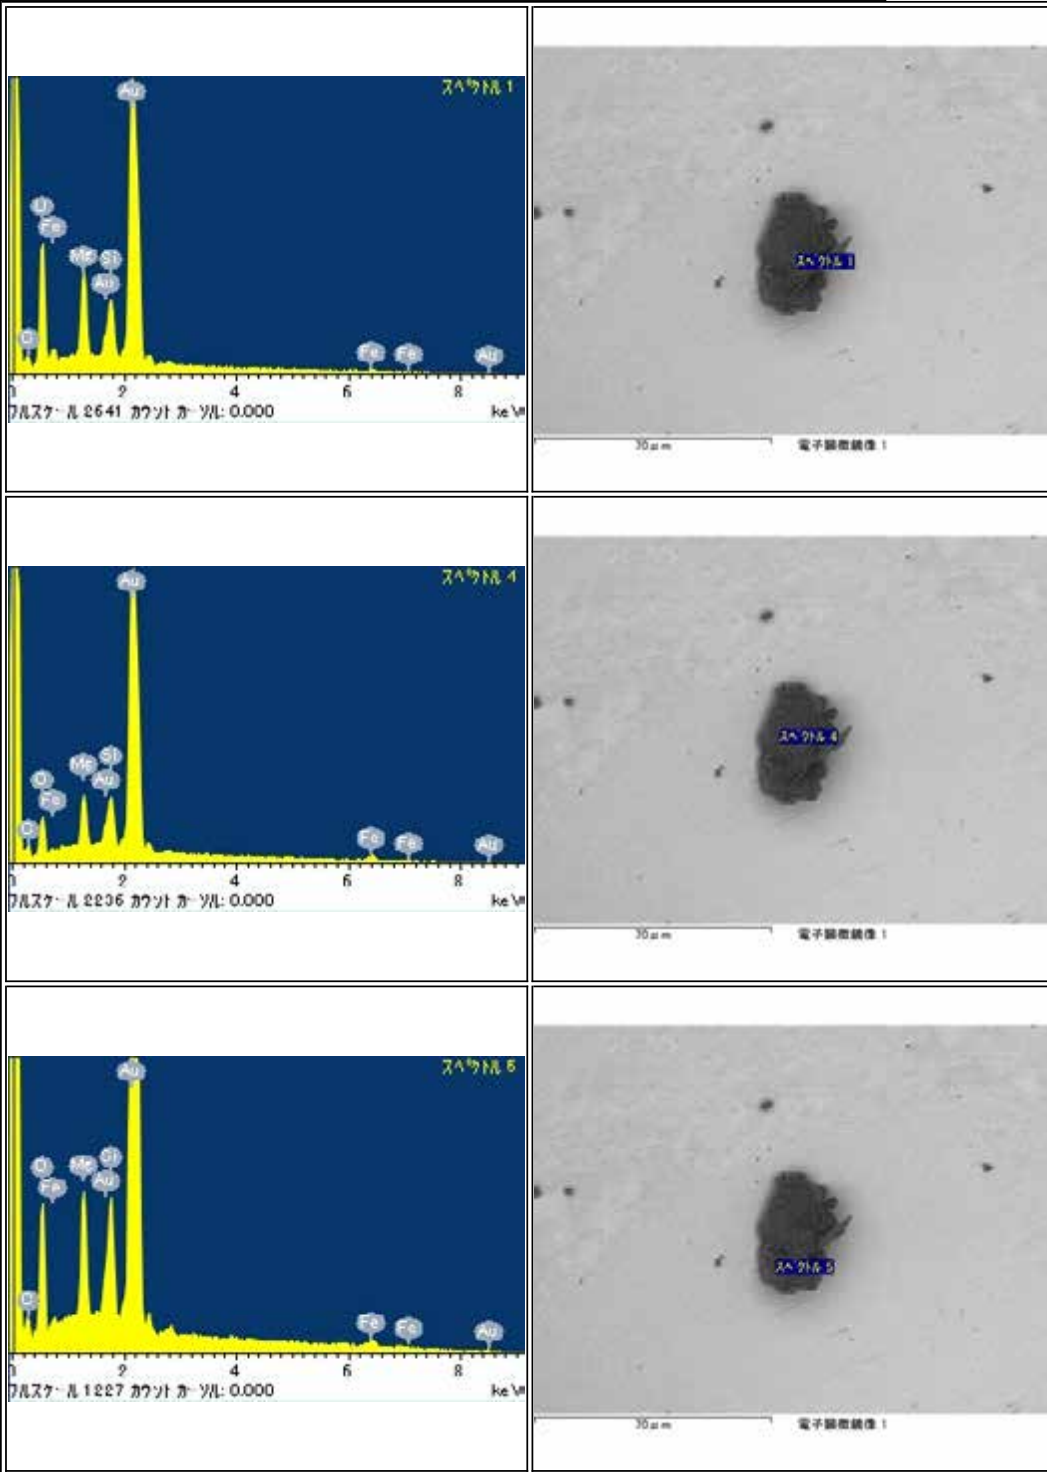 スペクトル 1
Au
O
Fe
Mg
Si
Au
C
Fe
Fe
Au
0
2
4
6
8
フルスケール 2641 カウント カーソル: 0.000
keV
スペクトル 1
電子顕微鏡像 1
スペクトル 4
Au
Si
Mg
O
Au
Fe
C
Fe
Fe
Au
0
2
4
6
8
フルスケール 2236 カウント カーソル: 0.000
keV
スペクトル 4
電子顕微鏡像 1
スペクトル 5
Au
Si
O
Mg
Au
Fe
C
Fe
Fe
Au
0
2
4
6
8
フルスケール 1227 カウント カーソル: 0.000
keV
スペクトル 5
電子顕微鏡像 1